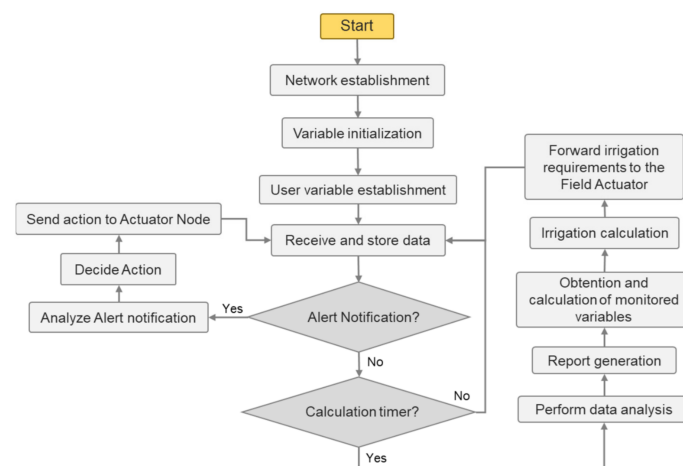 Start
Network establishment
Variable initialization
User variable establishment
Receive and store data
Send action to Actuator Node
Decide Action
Analyze Alert notification
Yes
Alert Notification?
No
Calculation timer?
No
Yes
Forward irrigation
requirements to the
Field Actuator
Irrigation calculation
Obtention and
calculation of monitored
variables
Report generation
Perform data analysis